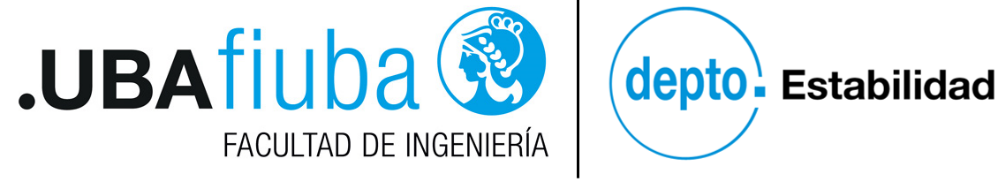 .UBAfiuba
FACULTAD DE INGENIERÍA
depto. Estabilidad